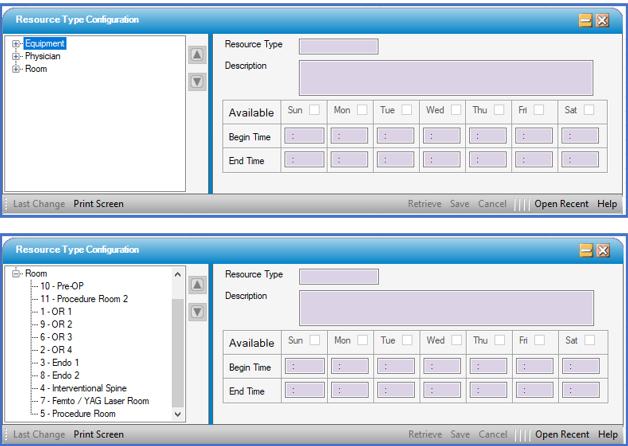 Resource Type Configuration
Equipment
Physician
Room
Resource Type
Description
Available Sun Mon Tue Wed Thu Fri Sat
Begin Time : : : : : : :
End Time : : : : : : :
Last Change Print Screen Retrieve Save Cancel Open Recent Help
Resource Type Configuration
Room
10 - Pre-OP
11 - Procedure Room 2
1 - OR 1
9 - OR 2
6 - OR 3
2 - OR 4
3 - Endo 1
8 - Endo 2
4 - Interventional Spine
7 - Femto / YAG Laser Room
5 - Procedure Room
Resource Type
Description
Available Sun Mon Tue Wed Thu Fri Sat
Begin Time : : : : : : :
End Time : : : : : : :
Last Change Print Screen Retrieve Save Cancel Open Recent Help